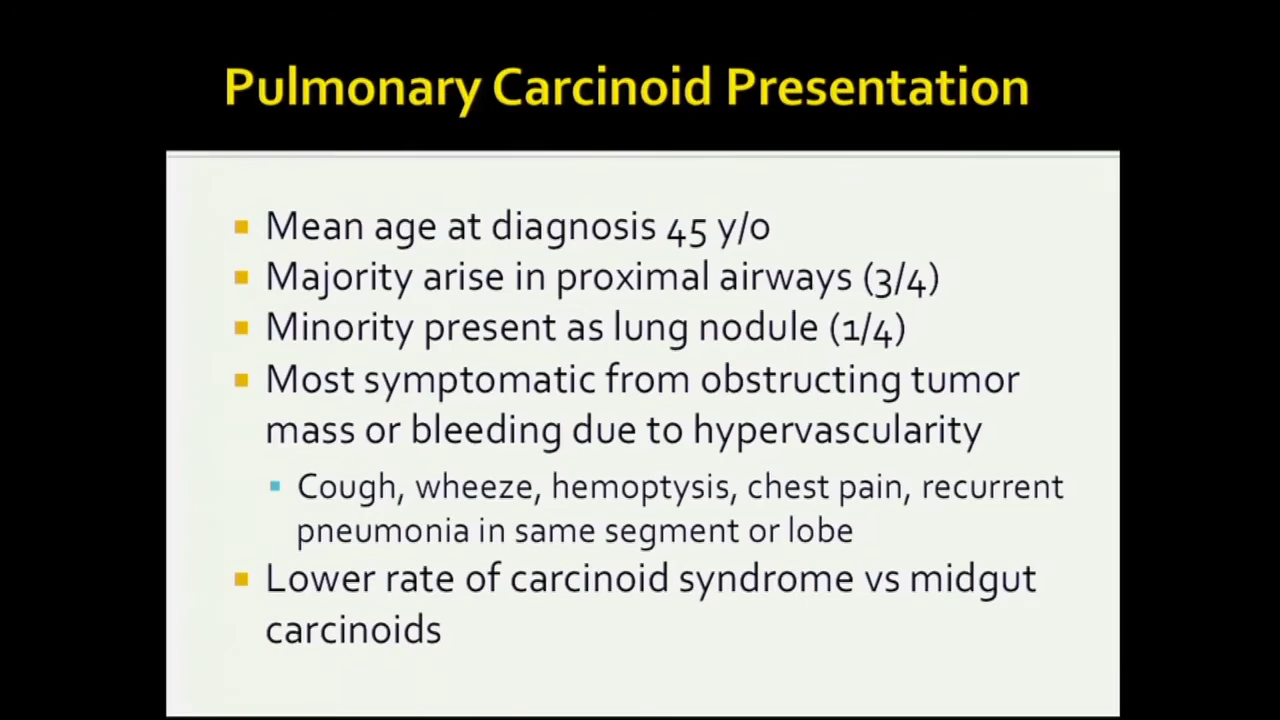 Pulmonary Carcinoid Presentation
Mean age at diagnosis 45 y/o
Majority arise in proximal airways (3/4)
Minority present as lung nodule (1/4)
Most symptomatic from obstructing tumor
mass or bleeding due to hypervascularity
Cough, wheeze, hemoptysis, chest pain, recurrent
pneumonia in same segment or lobe
Lower rate of carcinoid syndrome vs midgut
carcinoids